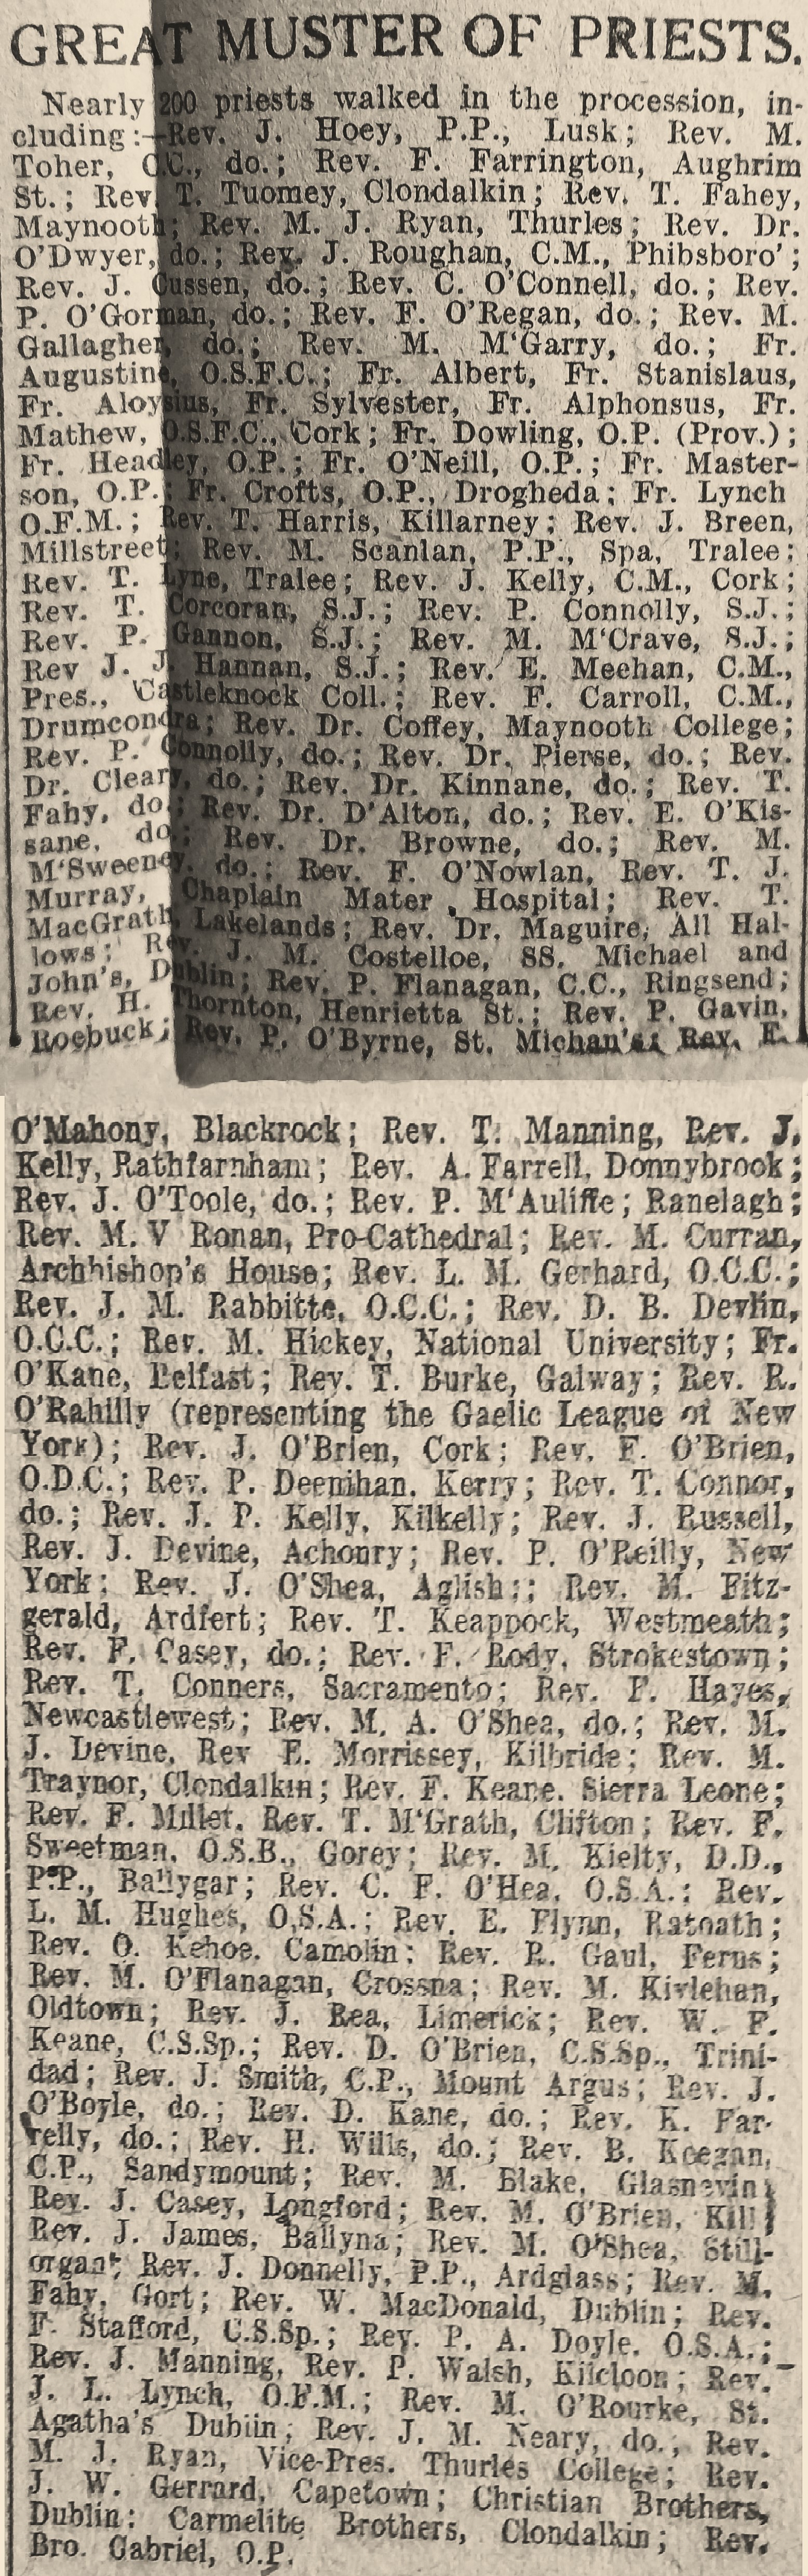 GREAT MUSTER OF PRIESTS.
Nearly 200 priests walked in the procession, in-
cluding:—Rev. J. Hoey, P.P., Lusk; Rev. M.
Toher, C.C., do.; Rev. F. Farrington, Aughrim
St.; Rev. T. Tuomey, Clondalkin; Rev. T. Fahey,
Maynooth; Rev. M. J. Ryan, Thurles; Rev. Dr.
O'Dwyer, do.; Rev. J. Roughan, C.M., Phibsboro';
Rev. J. Cussen, do.; Rev. C. O'Connell, do.; Rev.
P. O'Gorman, do.; Rev. F. O'Regan, do.; Rev. M.
Gallagher, do.; Rev. M. M'Garry, do.; Fr.
Augustine, O.S.F.C.; Fr. Albert, Fr. Stanislaus,
Fr. Aloysius, Fr. Sylvester, Fr. Alphonsus, Fr.
Mathew, O.S.F.C., Cork; Fr. Dowling, O.P. (Prov.);
Fr. Headley, O.P.; Fr. O'Neill, O.P.; Fr. Master-
son, O.P.; Fr. Crofts, O.P., Drogheda; Fr. Lynch
O.F.M.; Rev. T. Harris, Killarney; Rev. J. Breen,
Millstreet; Rev. M. Scanlan, P.P., Spa, Tralee;
Rev. T. Lyne, Tralee; Rev. J. Kelly, C.M., Cork;
Rev. T. Corcoran, S.J.; Rev. P. Connolly, S.J.;
Rev. P. Gannon, S.J.; Rev. M. M'Crave, S.J.;
Rev J. J. Hannan, S.J.; Rev. E. Meehan, C.M.,
Pres., Castleknock Coll.; Rev. F. Carroll, C.M.,
Drumcondra; Rev. Dr. Coffey, Maynooth College;
Rev. P. Connolly, do.; Rev. Dr. Pierse, do.; Rev.
Dr. Cleary, do.; Rev. Dr. Kinnane, do.; Rev. T.
Fahy, do.; Rev. Dr. D'Alton, do.; Rev. E. O'Kis-
sane, do.; Rev. Dr. Browne, do.; Rev. M.
M'Sweeney, do.; Rev. F. O'Nowlan, Rev. T. J.
Murray, Chaplain Mater Hospital; Rev. T.
MacGrath, Lakelands; Rev. Dr. Maguire, All Hal-
lows; Rev. J. M. Costelloe, SS. Michael and
John's, Dublin; Rev. P. Flanagan, C.C., Ringsend;
Rev. H. Thornton, Henrietta St.; Rev. P. Gavin,
Roebuck; Rev. P. O'Byrne, St. Michan's; Rev. F.
O'Mahony, Blackrock; Rev. T. Manning, Rev. J.
Kelly, Rathfarnham; Rev. A. Farrell, Donnybrook;
Rev. J. O'Toole, do.; Rev. P. M'Auliffe; Ranelagh;
Rev. M. V Ronan, Pro-Cathedral; Rev. M. Curran,
Archbishop's House; Rev. L. M. Gerhard, O.C.C.;
Rev. J. M. Rabbitte, O.C.C.; Rev. D. B. Devlin,
O.C.C.; Rev. M. Hickey, National University; Fr.
O'Kane, Belfast; Rev. T. Burke, Galway; Rev. R.
O'Rahilly (representing the Gaelic League of New
York); Rev. J. O'Brien, Cork; Rev. F. O'Brien,
O.D.C.; Rev. P. Deenihan. Kerry; Rev. T. Connor,
do.; Rev. J. P. Kelly, Kilkelly; Rev. J. Russell,
Rev. J. Devine, Achonry; Rev. P. O'Reilly, New
York; Rev. J. O'Shea, Aglish;; Rev. M. Fitz-
gerald, Ardfert; Rev. T. Keappock, Westmeath;
Rev. F. Casey, do.; Rev. F. Rody, Strokestown;
Rev. T. Conners, Sacramento; Rev. F. Hayes,
Newcastlewest; Rev. M. A. O'Shea, do.; Rev. M.
J. Devine, Rev E. Morrissey, Kilbride; Rev. M.
Traynor, Clondalkin; Rev. F. Keane. Sierra Leone;
Rev. F. Millet, Rev. T. M'Grath, Clifton; Rev. F.
Sweetman, O.S.B., Gorey; Rev. M. Kielty, D.D.,
P.P., Ballygar; Rev. C. F. O'Hea, O.S.A.; Rev.
L. M. Hughes, O.S.A.; Rev. E. Flynn, Ratoath;
Rev. O. Kehoe, Camolin; Rev. R. Gaul, Ferns;
Rev. M. O'Flanagan, Crossna; Rev. M. Kivlehan,
Oldtown; Rev. J. Rea, Limerick; Rev. W. F.
Keane, C.S.Sp.; Rev. D. O'Brien, C.S.Sp., Trini-
dad; Rev. J. Smith, C.P., Mount Argus; Rev. J.
O'Boyle, do.; Rev. D. Kane, do.; Rev. K. Far-
relly, do.; Rev. H. Wills, do.; Rev. B. Keegan,
C.P., Sandymount; Rev. M. Blake, Glasnevin;
Rev. J. Casey, Longford; Rev. M. O'Brien, Kill;
Rev. J. James, Ballyna; Rev. M. O'Shea, Still-
organ; Rev. J. Donnelly, P.P., Ardglass; Rev. M.
Fahy, Gort; Rev. W. MacDonald, Dublin; Rev.
F. Stafford, C.S.Sp.; Rev. P. A. Doyle, O.S.A.;
Rev. J. Manning, Rev. P. Walsh, Kilcloon; Rev.
J. L. Lynch, O.F.M.; Rev. M. O'Rourke, St.
Agatha's Dublin; Rev. J. M. Neary, do.; Rev.
M. J. Ryan, Vice-Pres. Thurles College; Rev.
J. W. Gerrard, Capetown; Christian Brothers,
Dublin: Carmelite Brothers, Clondalkin; Rev.
Bro. Gabriel, O.P.